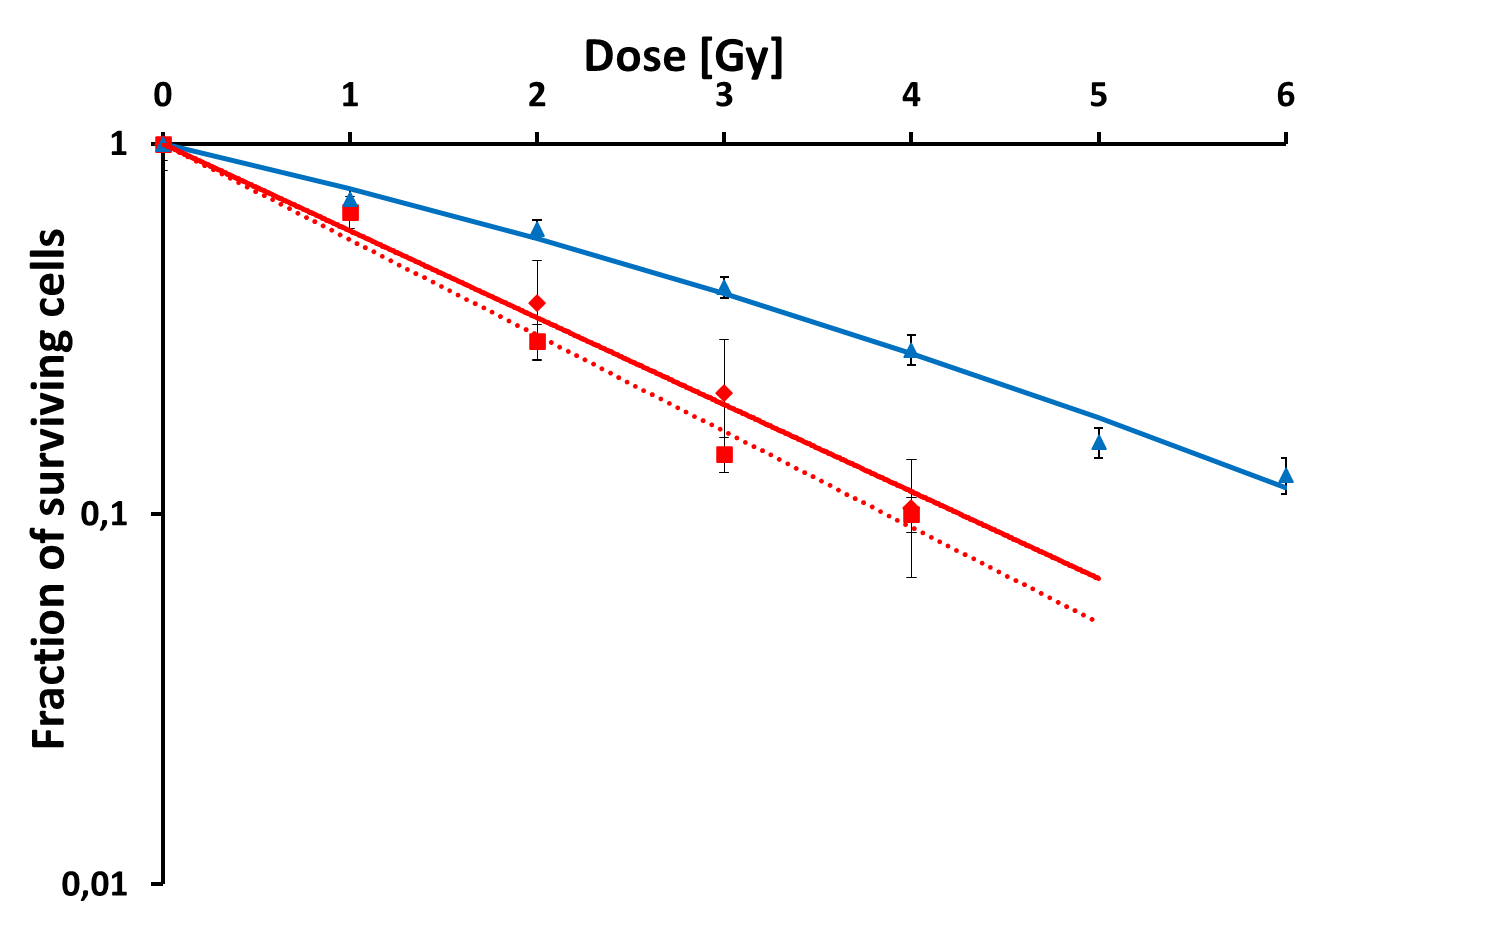 Dose [Gy]
0 1 2 3 4 5 6
1
0,1
0,01
Fraction of surviving cells